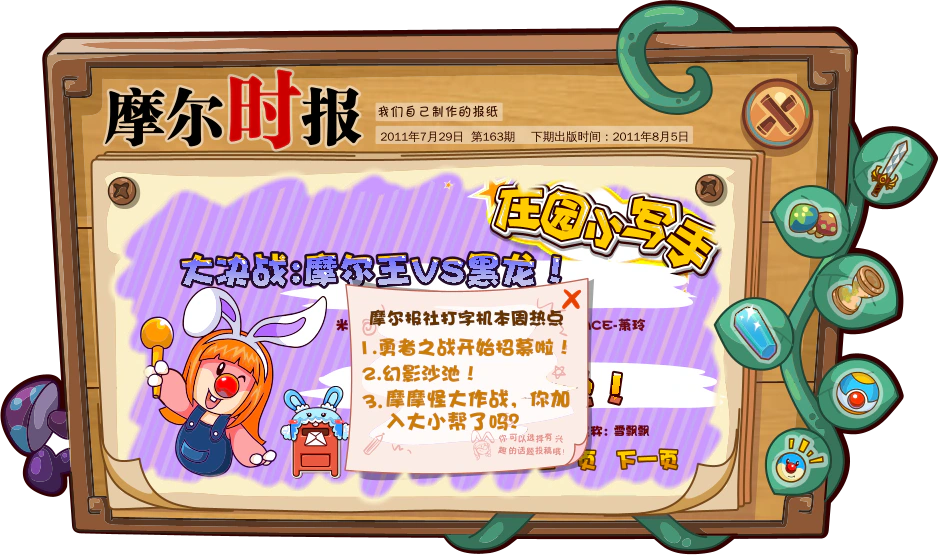 摩尔时报
我们自己制作的报纸
2011年7月29日 第163期 下期出版时间：2011年8月5日
庄园小写手
大决战:摩尔王VS黑龙！
米
ACE-萧玲
摩尔报社打字机本周热点
1.勇者之战开始招募啦！
2.幻影沙池！
3.摩摩怪大作战，你加
入大小帮了吗？
你可以选择有兴
趣的话题投稿哦!
！
称：雪飘飘
页 下一页